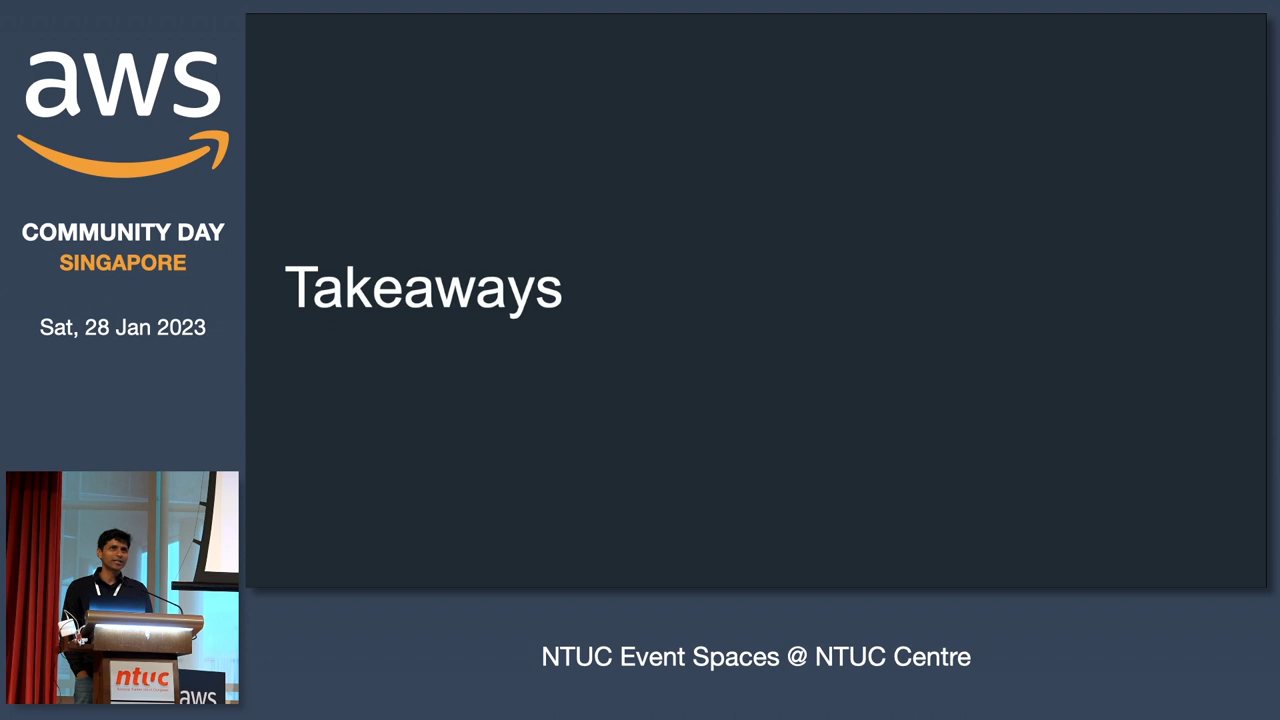 aws
COMMUNITY DAY
SINGAPORE
Sat, 28 Jan 2023
Takeaways
ntuc
aws
NTUC Event Spaces @ NTUC Centre